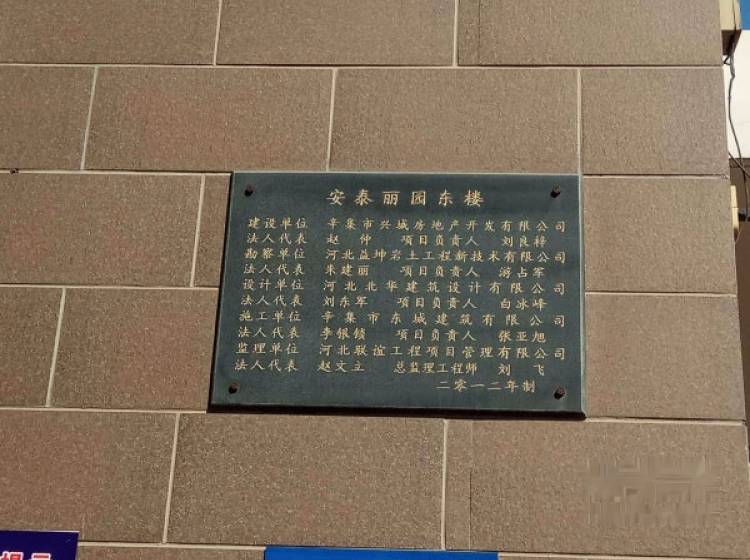 安泰丽园东楼
建设单位 辛集市兴城房地产开发有限公司
法人代表 赵 仲 项目负责人 刘良梓
勘察单位 河北益坤岩土工程新技术有限公司
法人代表 朱建丽 项目负责人 游占军
设计单位 河北北华建筑设计有限公司
法人代表 刘东军 项目负责人 白冰峰
施工单位 辛集市东城建筑有限公司
法人代表 李银锁 项目负责人 张亚旭
监理单位 河北联谊工程项目管理有限公司
法人代表 赵文立 总监理工程师 刘 飞
二零一二年制
提示